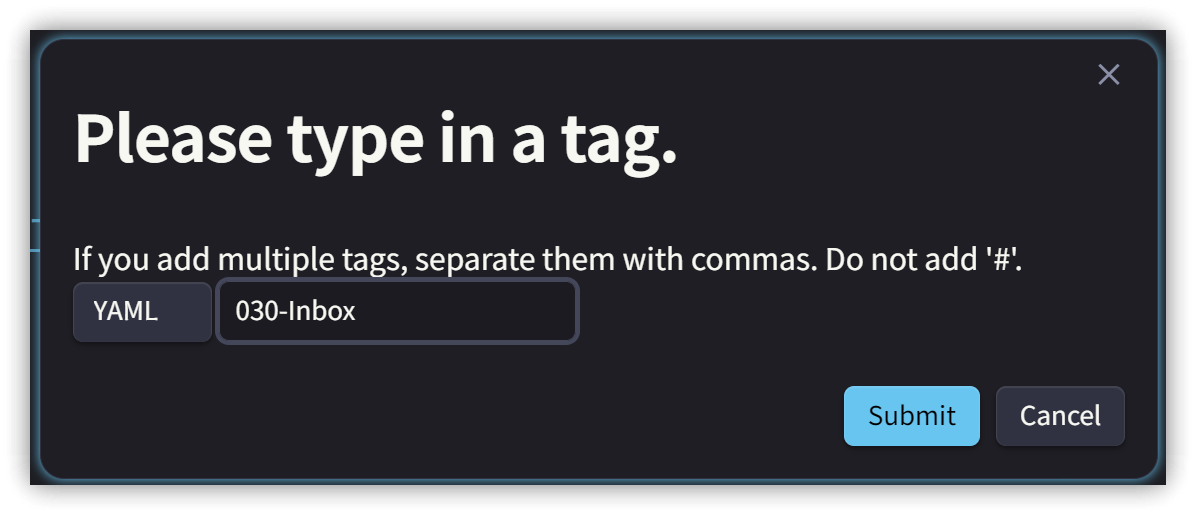 Please type in a tag.
If you add multiple tags, separate them with commas. Do not add '#'.
YAML 030-Inbox
Submit Cancel